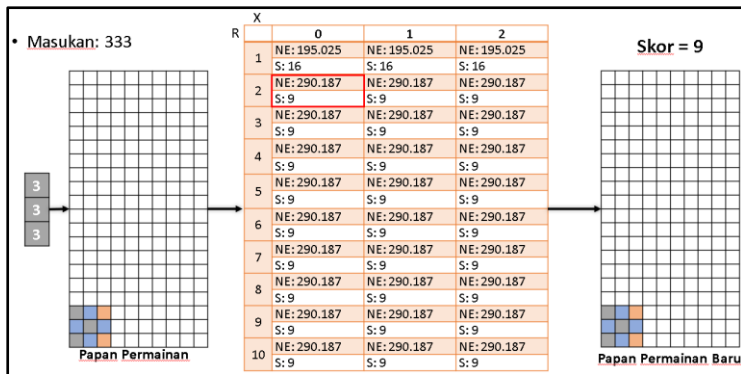 • Masukan: 333
3
3
3
Papan Permainan
X
R
0 1 2
1 NE: 195.025 NE: 195.025 NE: 195.025
S: 16 S: 16 S: 16
2 NE: 290.187 NE: 290.187 NE: 290.187
S: 9 S: 9 S: 9
3 NE: 290.187 NE: 290.187 NE: 290.187
S: 9 S: 9 S: 9
4 NE: 290.187 NE: 290.187 NE: 290.187
S: 9 S: 9 S: 9
5 NE: 290.187 NE: 290.187 NE: 290.187
S: 9 S: 9 S: 9
6 NE: 290.187 NE: 290.187 NE: 290.187
S: 9 S: 9 S: 9
7 NE: 290.187 NE: 290.187 NE: 290.187
S: 9 S: 9 S: 9
8 NE: 290.187 NE: 290.187 NE: 290.187
S: 9 S: 9 S: 9
9 NE: 290.187 NE: 290.187 NE: 290.187
S: 9 S: 9 S: 9
10 NE: 290.187 NE: 290.187 NE: 290.187
S: 9 S: 9 S: 9
Skor = 9
Papan Permainan Baru